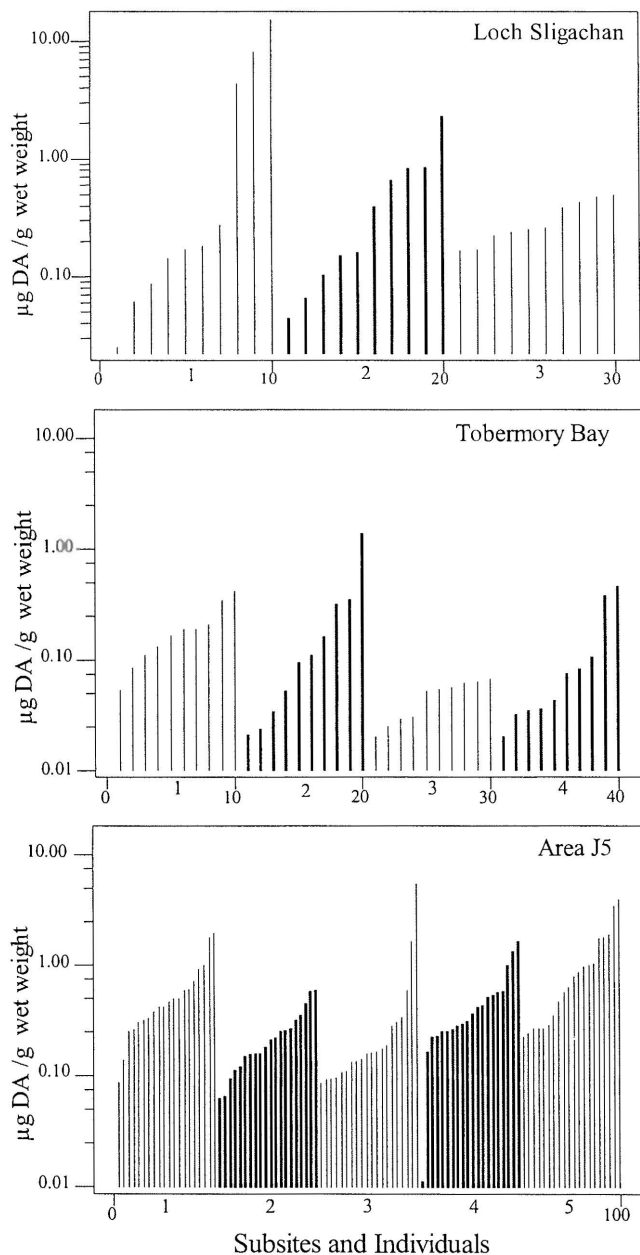 Loch Sligachan
10.00
1.00
0.10
µg DA /g wet weight
0 1 10 2 20 3 30
Tobermory Bay
10.00
1.00
0.10
0.01
µg DA /g wet weight
0 1 10 2 20 3 30 4 40
Area J5
10.00
1.00
0.10
0.01
µg DA /g wet weight
0 1 2 3 4 5 100
Subsites and Individuals